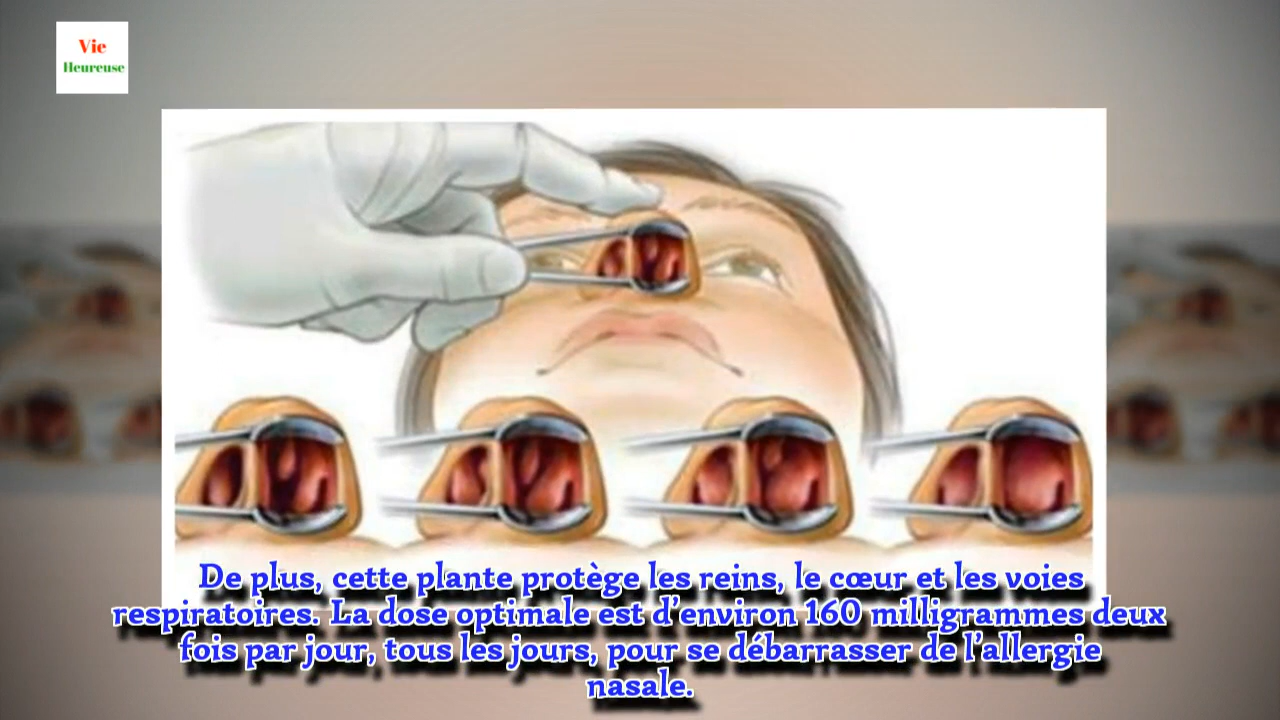 Vie
Heureuse
De plus, cette plante protège les reins, le cœur et les voies
respiratoires. La dose optimale est d'environ 160 milligrammes deux
fois par jour, tous les jours, pour se débarrasser de l'allergie
nasale.